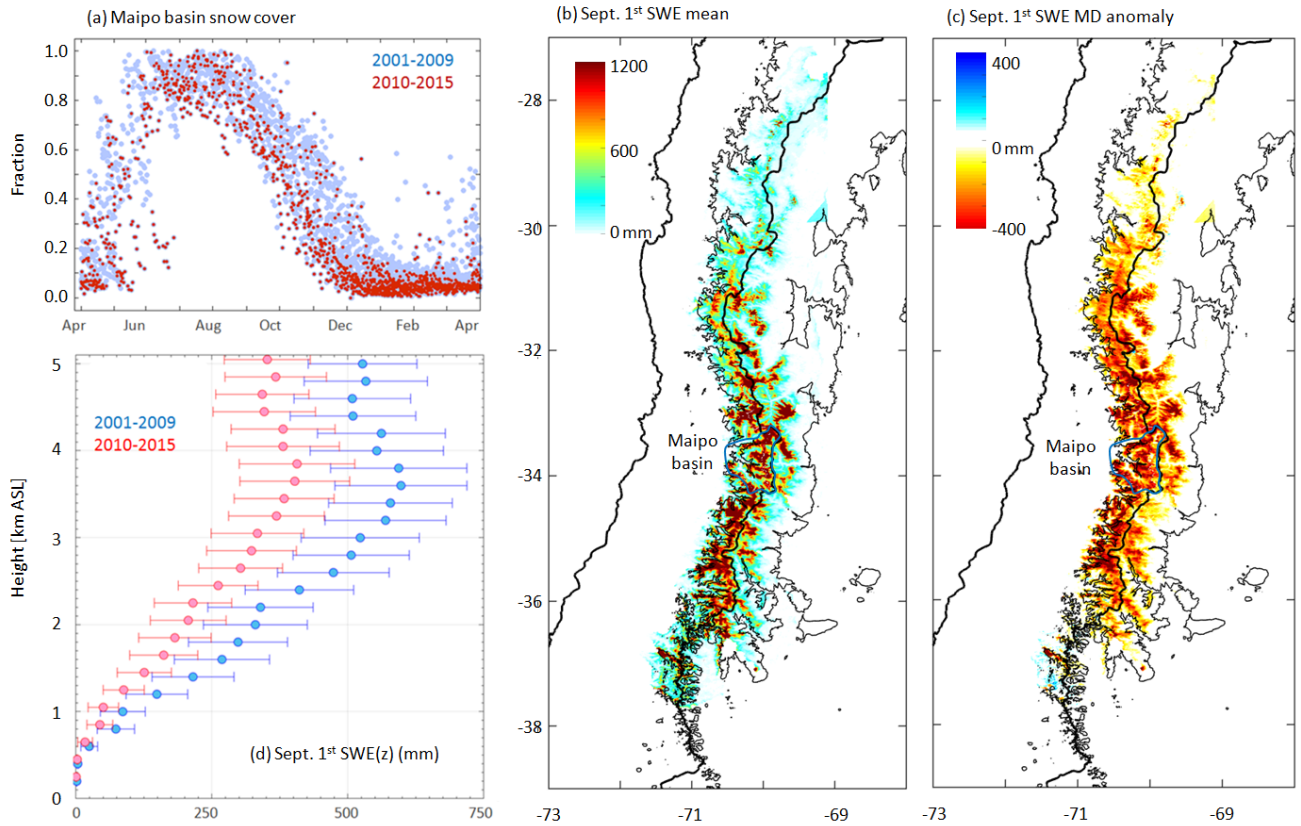 (a) Maipo basin snow cover
1.0
0.8
0.6
0.4
0.2
0.0
Fraction
2001-2009
2010-2015
Apr Jun Aug Oct Dec Feb Apr
5
4
3
2
1
0
Height [km ASL]
2001-2009
2010-2015
(d) Sept. 1st SWE(z) (mm)
0 250 500 750
(b) Sept. 1st SWE mean
1200
600
0 mm
-28
-30
-32
-34
-36
-38
Maipo
basin
-73 -71 -69
(c) Sept. 1st SWE MD anomaly
400
0 mm
-400
Maipo
basin
-73 -71 -69